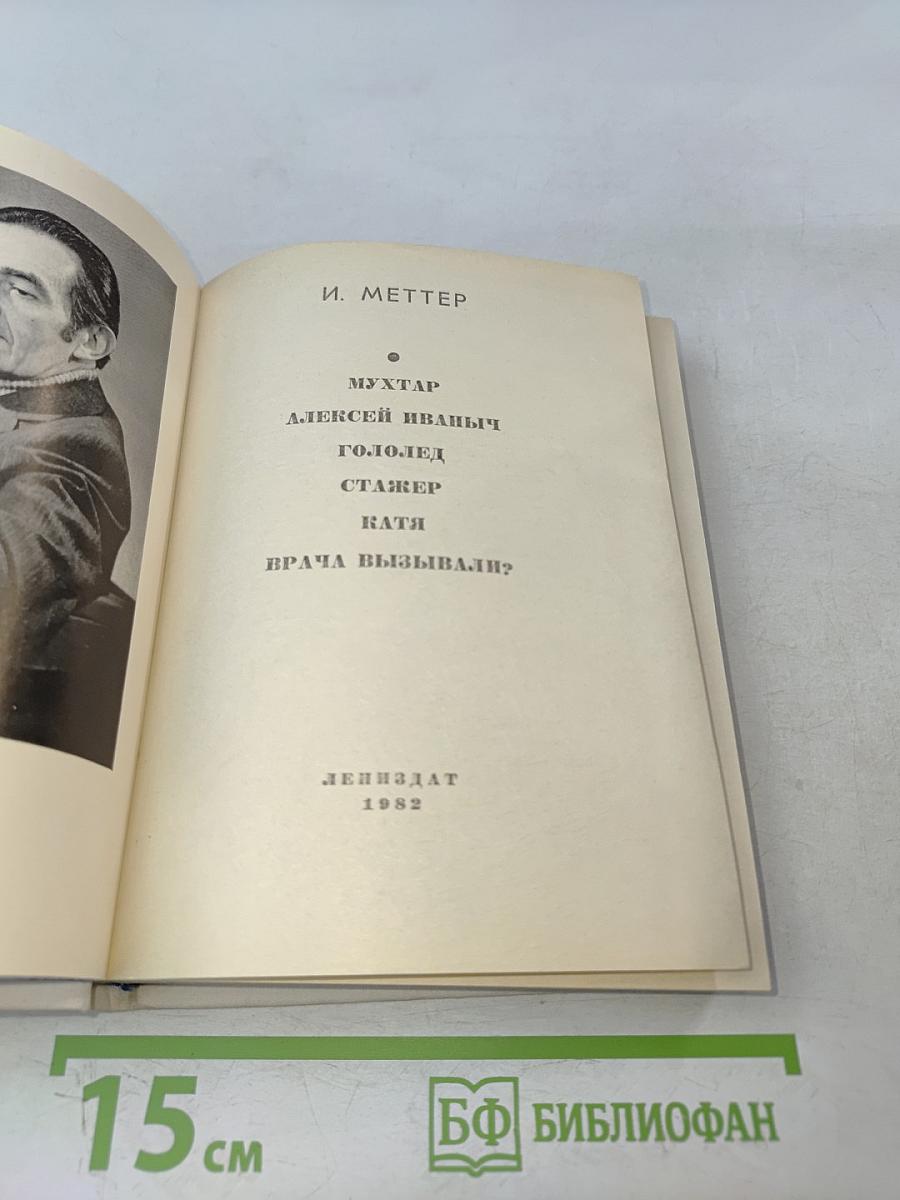 И. МЕТТЕР
МУХТАР
АЛЕКСЕЙ ИВАНЫЧ
ГОЛОЛЕД
СТАЖЕР
КАТЯ
ВРАЧА ВЫЗЫВАЛИ?
ЛЕНИЗДАТ
1982
15 см
БФ БИБЛИОФАН